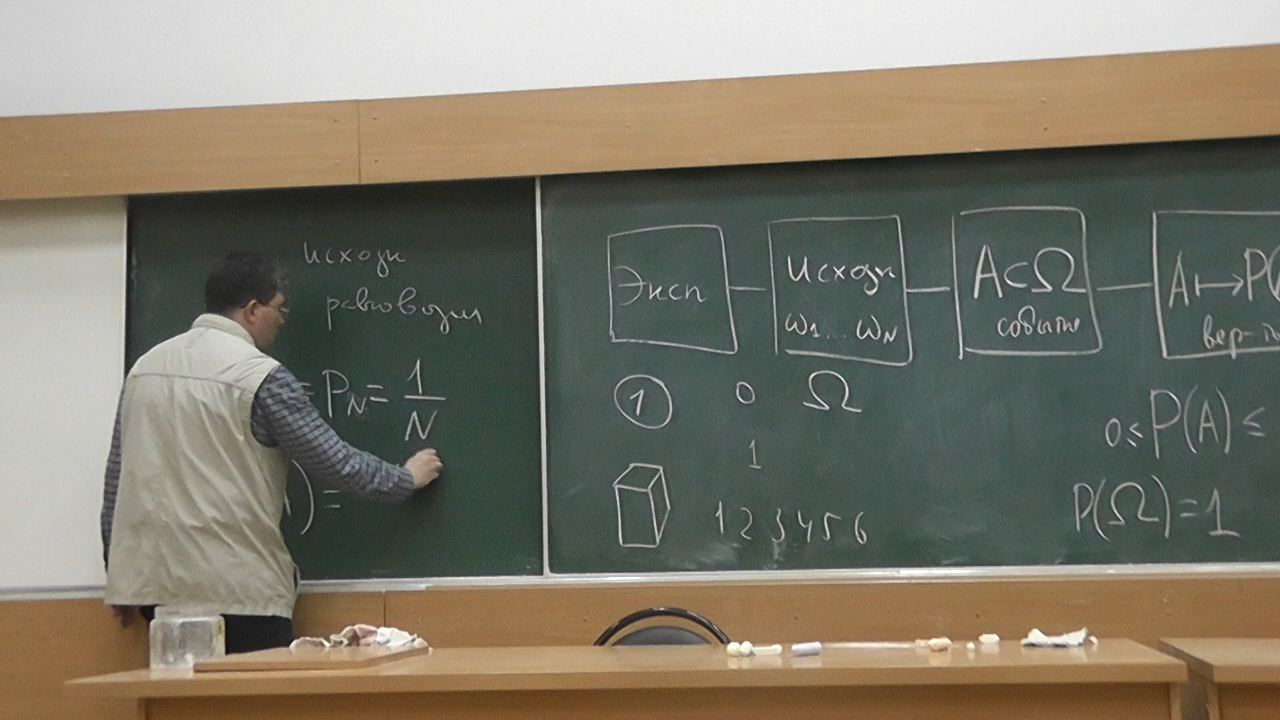 исходы
равновозм
= P_N = 1/N
) =
Эксп
исходы
ω₁ ... ω_N
A⊂Ω
событие
A↦P(
вер-ть
1
0
Ω
1
1 2 3 4 5 6
0≤P(A)≤
P(Ω)=1